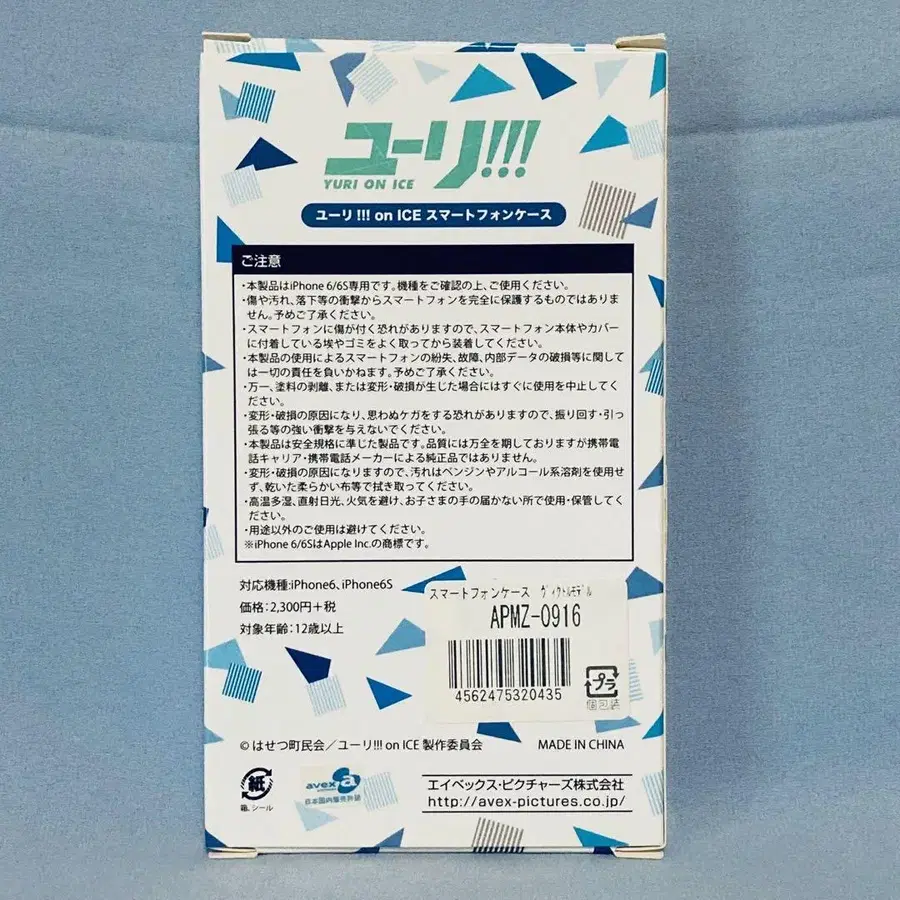 ユーリ!!!
YURI ON ICE
ユーリ!!! on ICE スマートフォンケース
ご注意
・本製品はiPhone 6/6S専用です。機種をご確認の上、ご使用ください。
・傷や汚れ、落下等の衝撃からスマートフォンを完全に保護するものではありま
せん。予めご了承ください。
・スマートフォンに傷が付く恐れがありますので、スマートフォン本体やカバー
に付着している埃やゴミをよく取ってから装着してください。
・本製品の使用によるスマートフォンの紛失、故障、内部データの破損等に関して
は一切の責任を負いかねます。予めご了承ください。
・万一、塗料の剥離、または変形・破損が生じた場合にはすぐに使用を中止してく
ださい。
・変形・破損の原因になり、思わぬケガをする恐れがありますので、振り回す・引っ
張る等の強い衝撃を与えないでください。
・本製品は安全規格に準じた製品です。品質には万全を期しておりますが携帯電
話キャリア・携帯電話メーカーによる純正品ではありません。
・変形・破損の原因になりますので、汚れはベンジンやアルコール系溶剤を使用せ
ず、乾いた柔らかい布等で拭き取ってください。
・高温多湿、直射日光、火気を避け、お子さまの手の届かない所で使用・保管してく
ださい。
・用途以外のご使用は避けてください。
※iPhone 6/6SはApple Inc.の商標です。
対応機種:iPhone6、iPhone6S
価格:2,300円+税
対象年齢:12歳以上
スマートフォンケース ヴィクトルモデル
APMZ-0916
4562475320435
プラ
個包装
© はせつ町民会/ユーリ!!! on ICE 製作委員会
MADE IN CHINA
紙
箱、シール
avex a
日本国内販売許諾
エイベックス・ピクチャーズ株式会社
http://avex-pictures.co.jp/